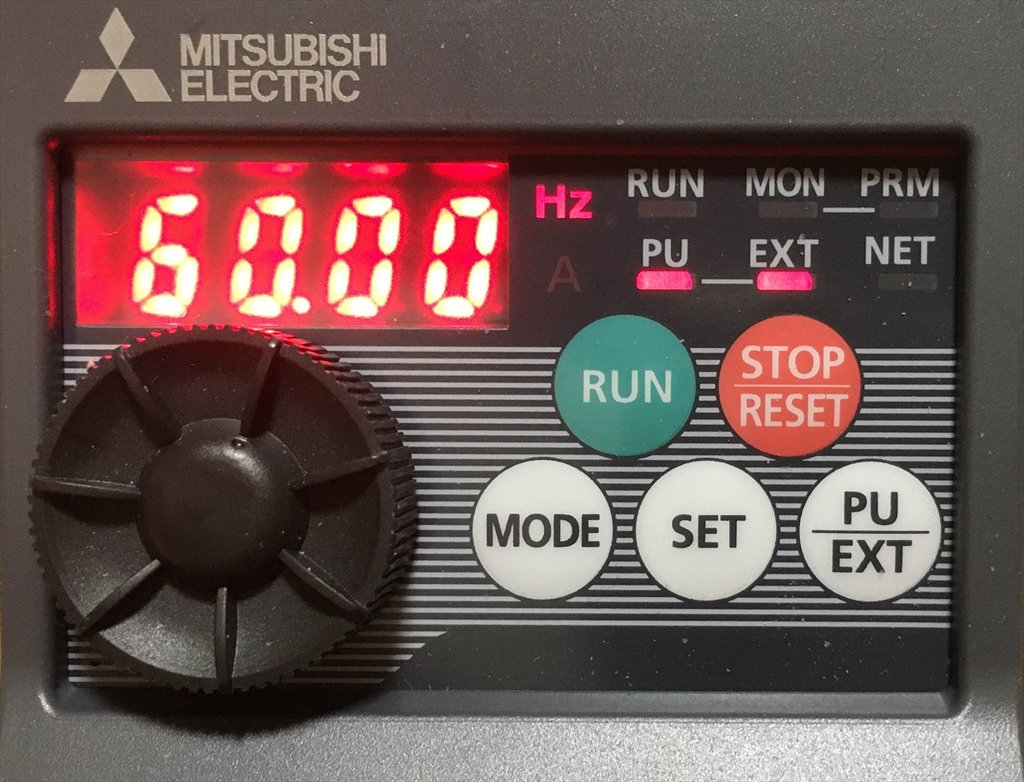 MITSUBISHI
ELECTRIC
60.00
Hz
A
RUN
MON
PRM
PU
EXT
NET
RUN
STOP
RESET
MODE
SET
PU
EXT